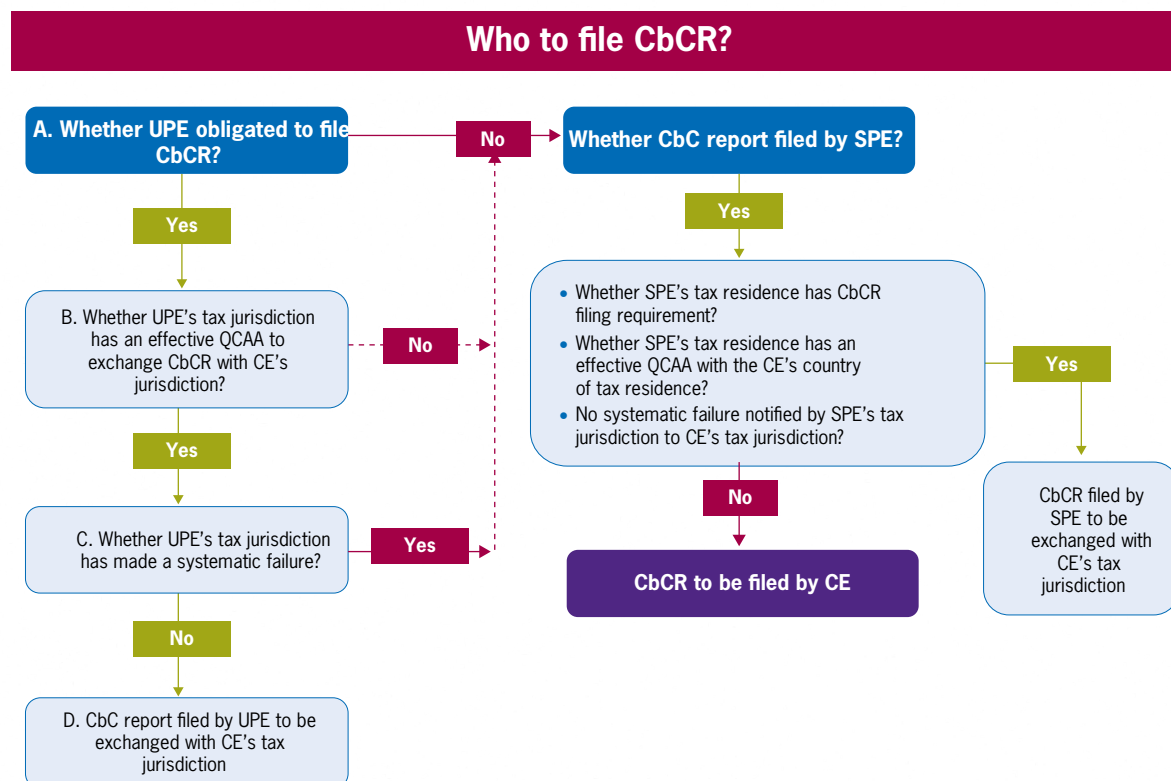 Who to file CbCR?
A. Whether UPE obligated to file
CbCR?
No
Whether CbC report filed by SPE?
Yes
Yes
B. Whether UPE's tax jurisdiction
has an effective QCAA to
exchange CbCR with CE's
jurisdiction?
No
• Whether SPE's tax residence has CbCR
filing requirement?
• Whether SPE's tax residence has an
effective QCAA with the CE's country
of tax residence?
• No systematic failure notified by SPE's tax
jurisdiction to CE's tax jurisdiction?
Yes
Yes
No
C. Whether UPE's tax jurisdiction
has made a systematic failure?
Yes
CbCR to be filed by CE
CbCR filed by
SPE to be
exchanged with
CE's tax
jurisdiction
No
D. CbC report filed by UPE to be
exchanged with CE's tax
jurisdiction